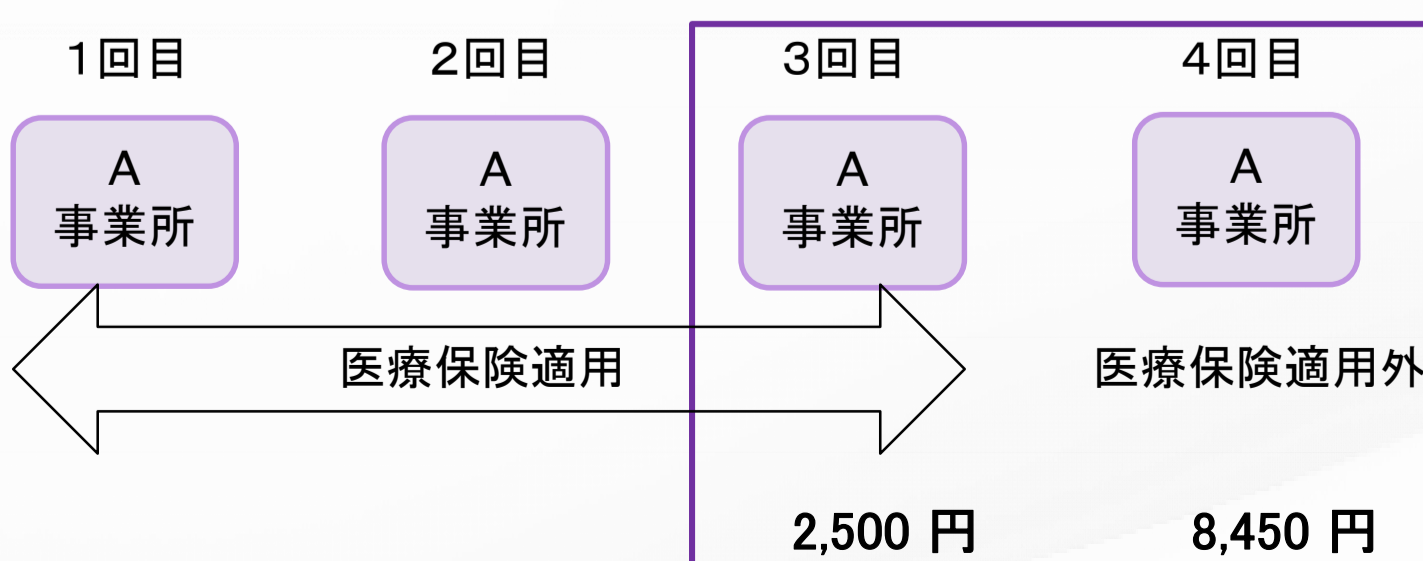 1回目
2回目
3回目
4回目
A
事業所
A
事業所
A
事業所
A
事業所
医療保険適用
医療保険適用外
2,500 円
8,450 円